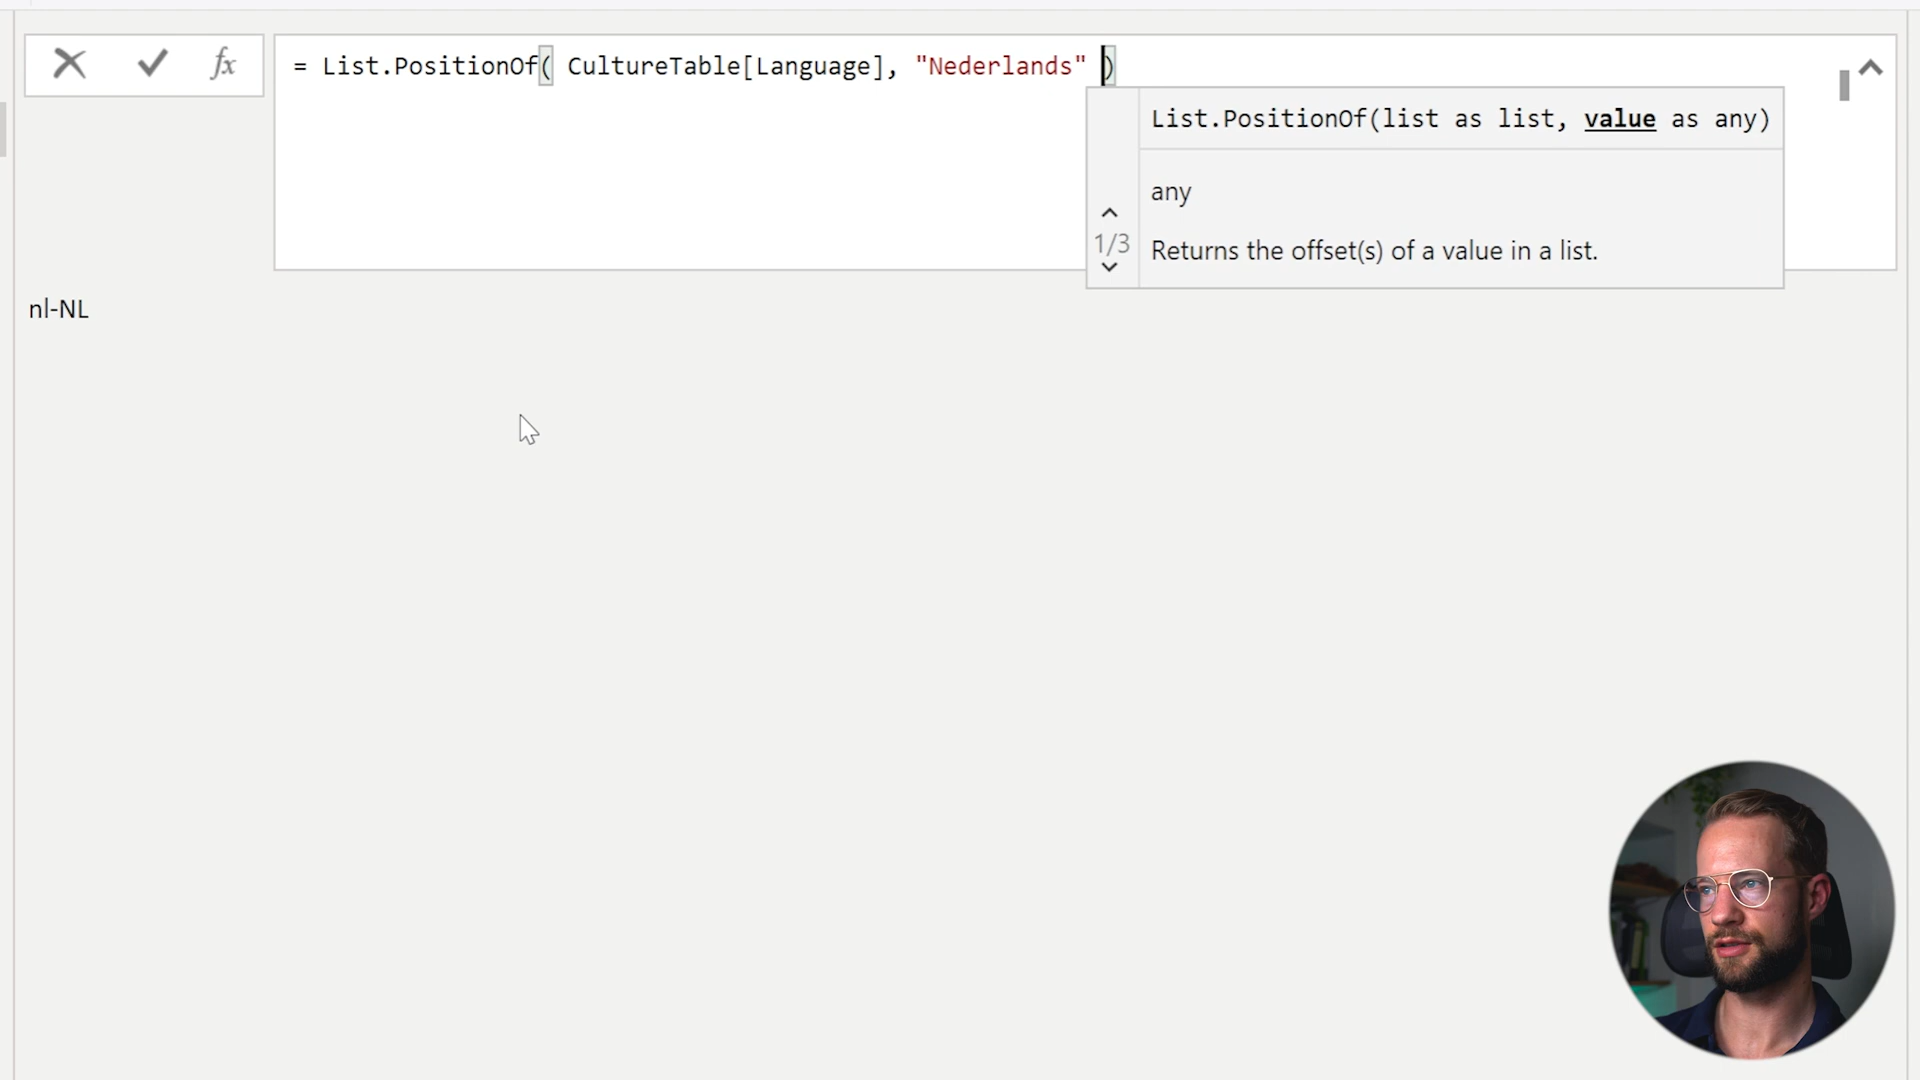 fx
= List.PositionOf( CultureTable[Language], "Nederlands" )
List.PositionOf(list as list, value as any)
any
1/3
Returns the offset(s) of a value in a list.
nl-NL